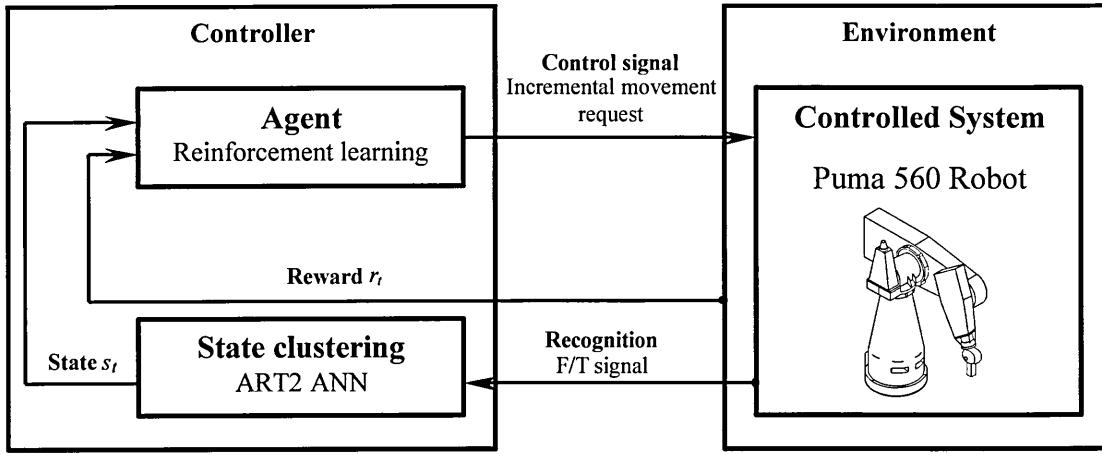 Controller
Environment
Control signal
Incremental movement
request
Agent
Reinforcement learning
Controlled System
Puma 560 Robot
Reward r_t
Recognition
F/T signal
State clustering
ART2 ANN
State s_t